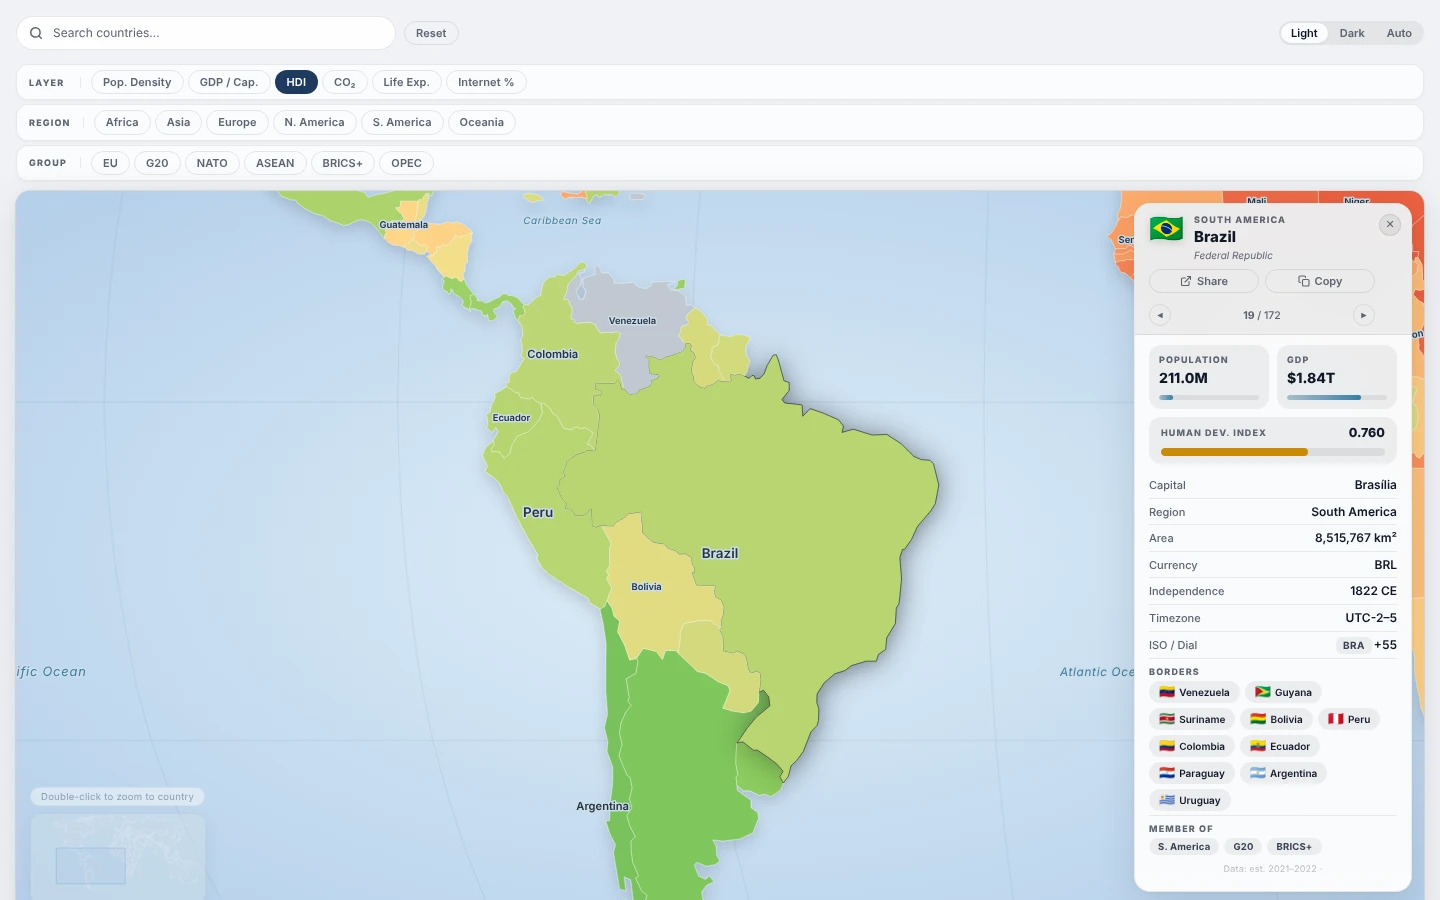 Search countries...
Reset
Light Dark Auto
LAYER Pop. Density GDP / Cap. HDI CO₂ Life Exp. Internet %
REGION Africa Asia Europe N. America S. America Oceania
GROUP EU G20 NATO ASEAN BRICS+ OPEC
Guatemala
Caribbean Sea
Venezuela
Colombia
Ecuador
Peru
Brazil
Bolivia
Argentina
ific Ocean
Atlantic Oce
Mali
Niger
Ser
on
Double-click to zoom to country
SOUTH AMERICA
Brazil
Federal Republic
Share Copy
19 / 172
POPULATION
211.0M
GDP
$1.84T
HUMAN DEV. INDEX 0.760
Capital Brasília
Region South America
Area 8,515,767 km²
Currency BRL
Independence 1822 CE
Timezone UTC-2–5
ISO / Dial BRA +55
BORDERS
Venezuela Guyana
Suriname Bolivia Peru
Colombia Ecuador
Paraguay Argentina
Uruguay
MEMBER OF
S. America G20 BRICS+
Data: est. 2021–2022 ·